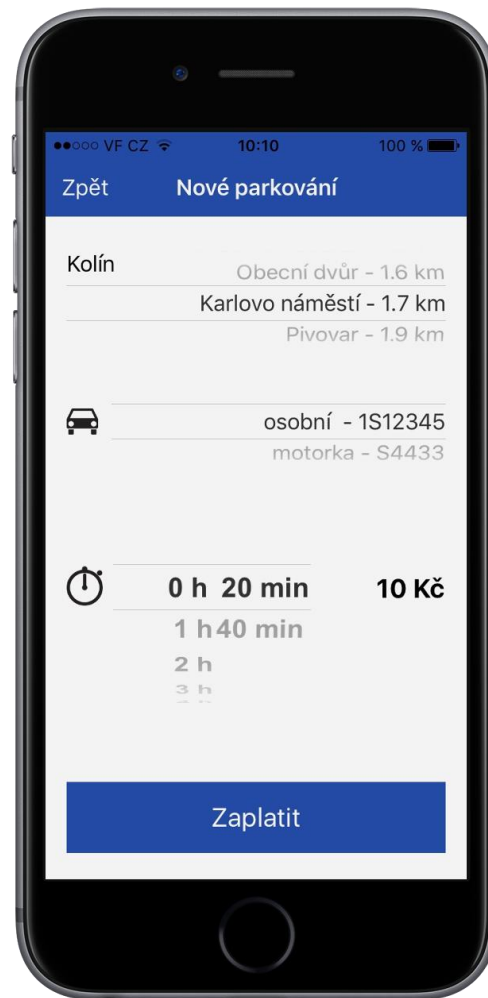 ●●○○○ VF CZ 10:10 100 %
Zpět Nové parkování
Kolín Obecní dvůr - 1.6 km
Karlovo náměstí - 1.7 km
Pivovar - 1.9 km
osobní - 1S12345
motorka - S4433
0 h 20 min 10 Kč
1 h 40 min
2 h
3 h
Zaplatit